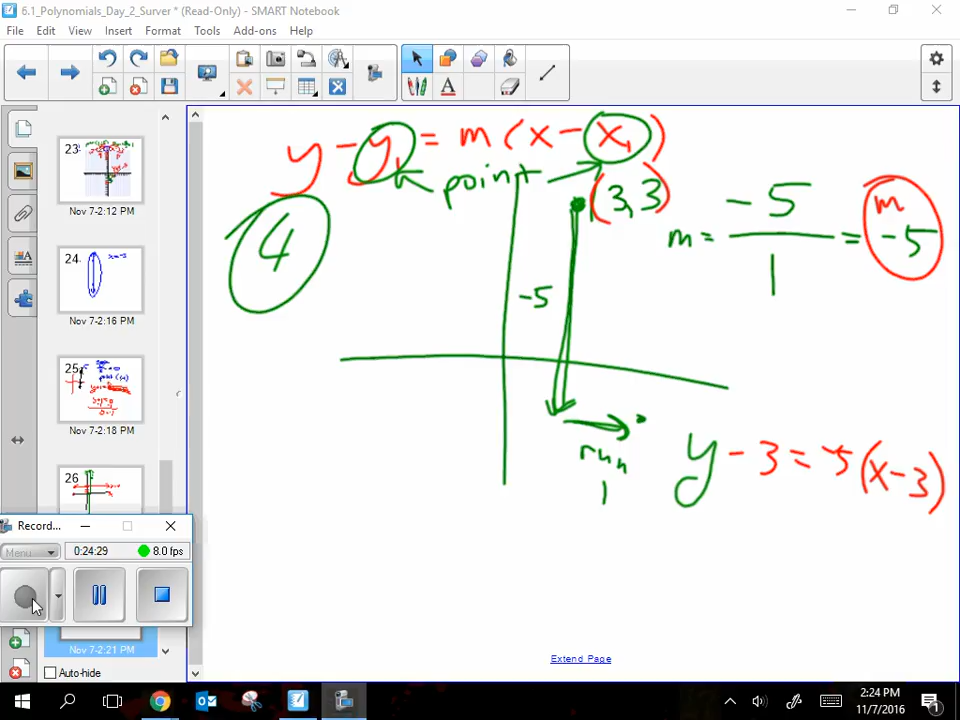 6.1_Polynomials_Day_2_Surver * (Read-Only) - SMART Notebook
File Edit View Insert Format Tools Add-ons Help
23
Nov 7-2:12 PM
24.
x=-5
Nov 7-2:16 PM
25
Nov 7-2:18 PM
26
Record...
Menu
0:24:29 8.0 fps
Nov 7-2:21 PM
Auto-hide
y - y₁ = m(x - x₁)
point
(3,3)
4
m = -5/1 = m -5
-5
run
1
y - 3 = -5(x-3)
Extend Page
2:24 PM
11/7/2016
1